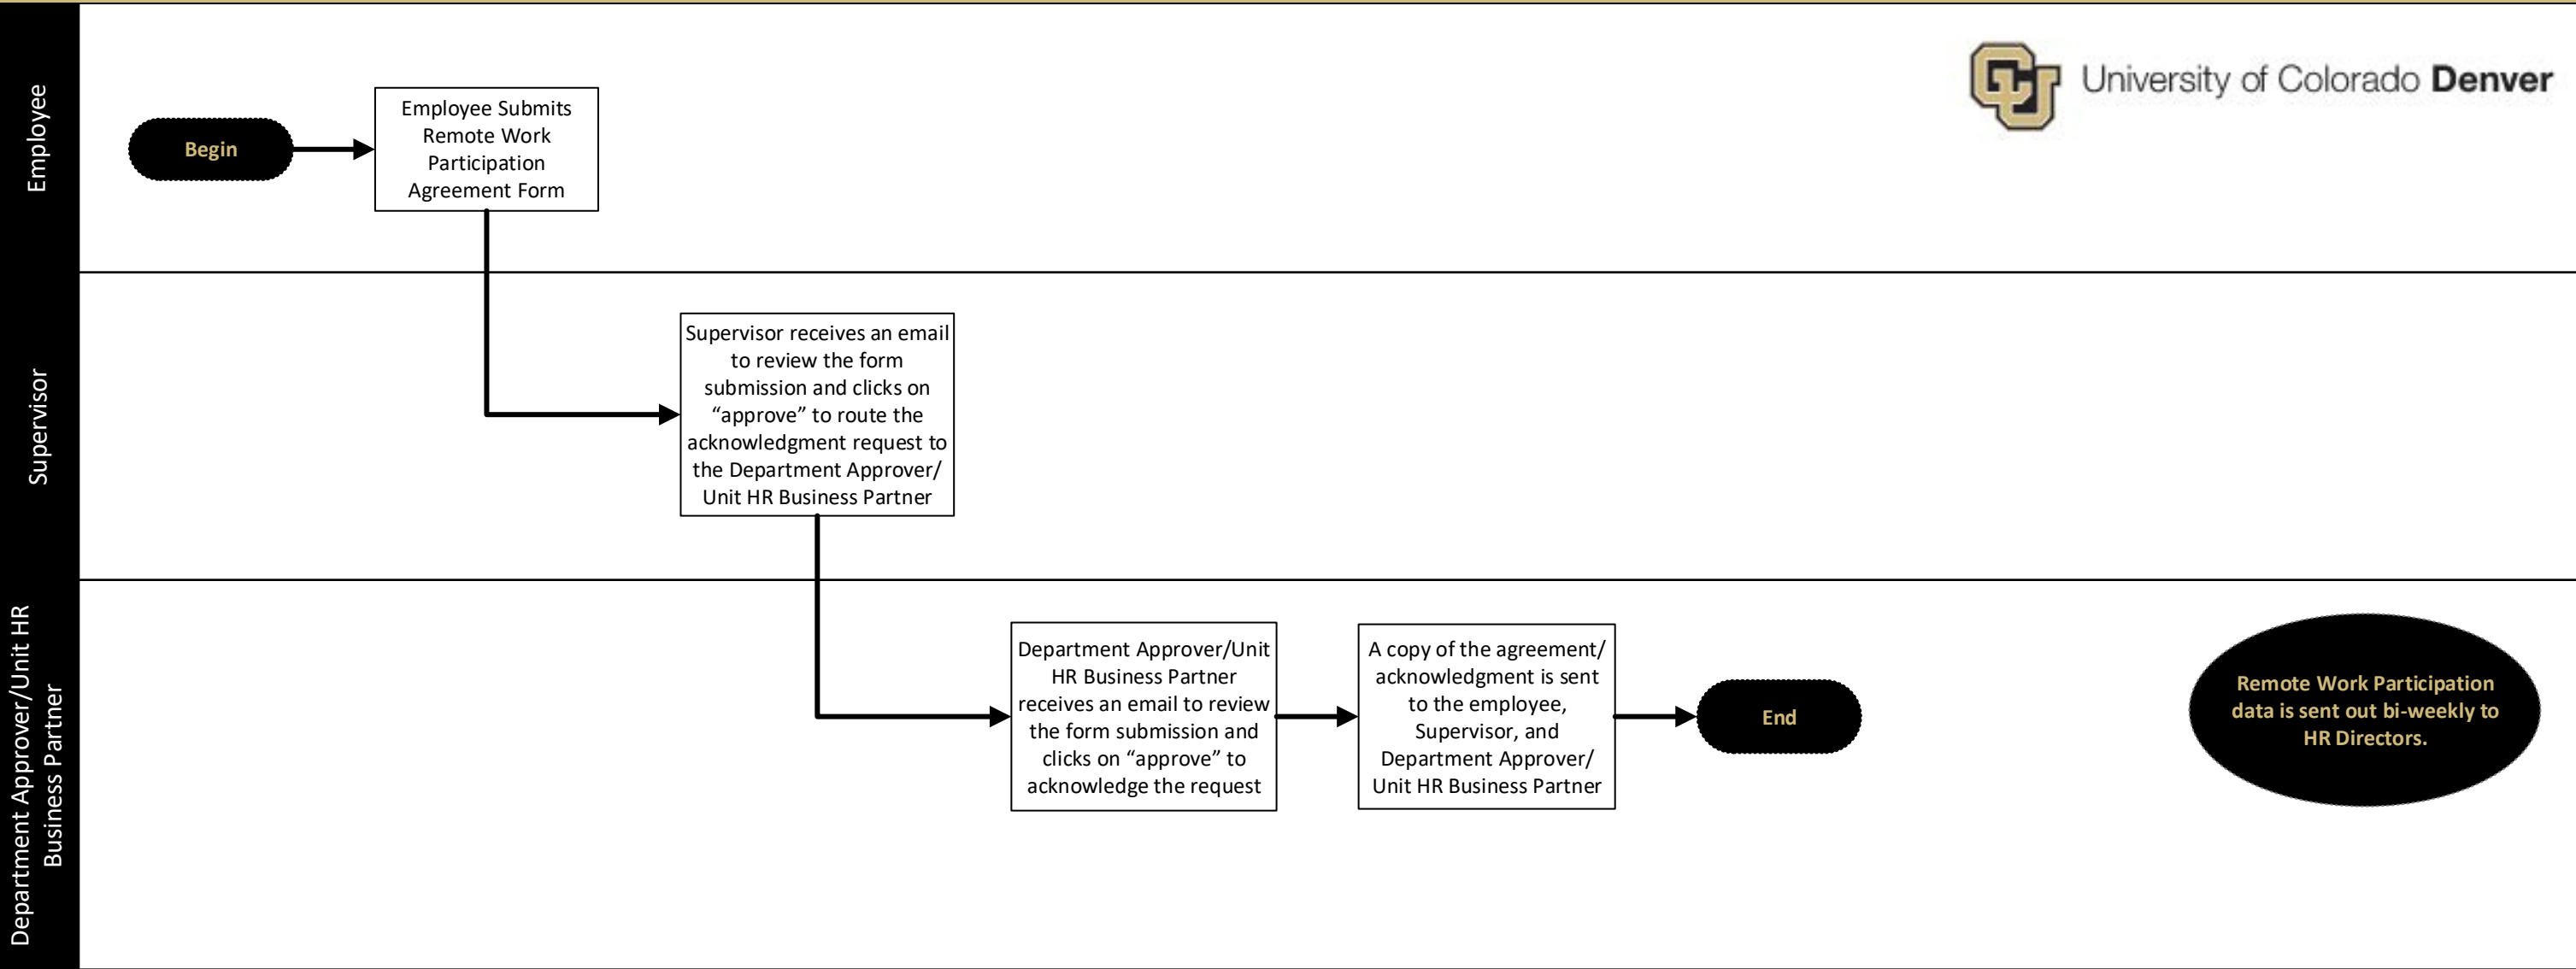 Employee
University of Colorado Denver
Begin
Employee Submits
Remote Work
Participation
Agreement Form
Supervisor
Supervisor receives an email
to review the form
submission and clicks on
“approve” to route the
acknowledgment request to
the Department Approver/
Unit HR Business Partner
Department Approver/Unit HR
Business Partner
Department Approver/Unit
HR Business Partner
receives an email to review
the form submission and
clicks on “approve” to
acknowledge the request
A copy of the agreement/
acknowledgment is sent
to the employee,
Supervisor, and
Department Approver/
Unit HR Business Partner
End
Remote Work Participation
data is sent out bi-weekly to
HR Directors.